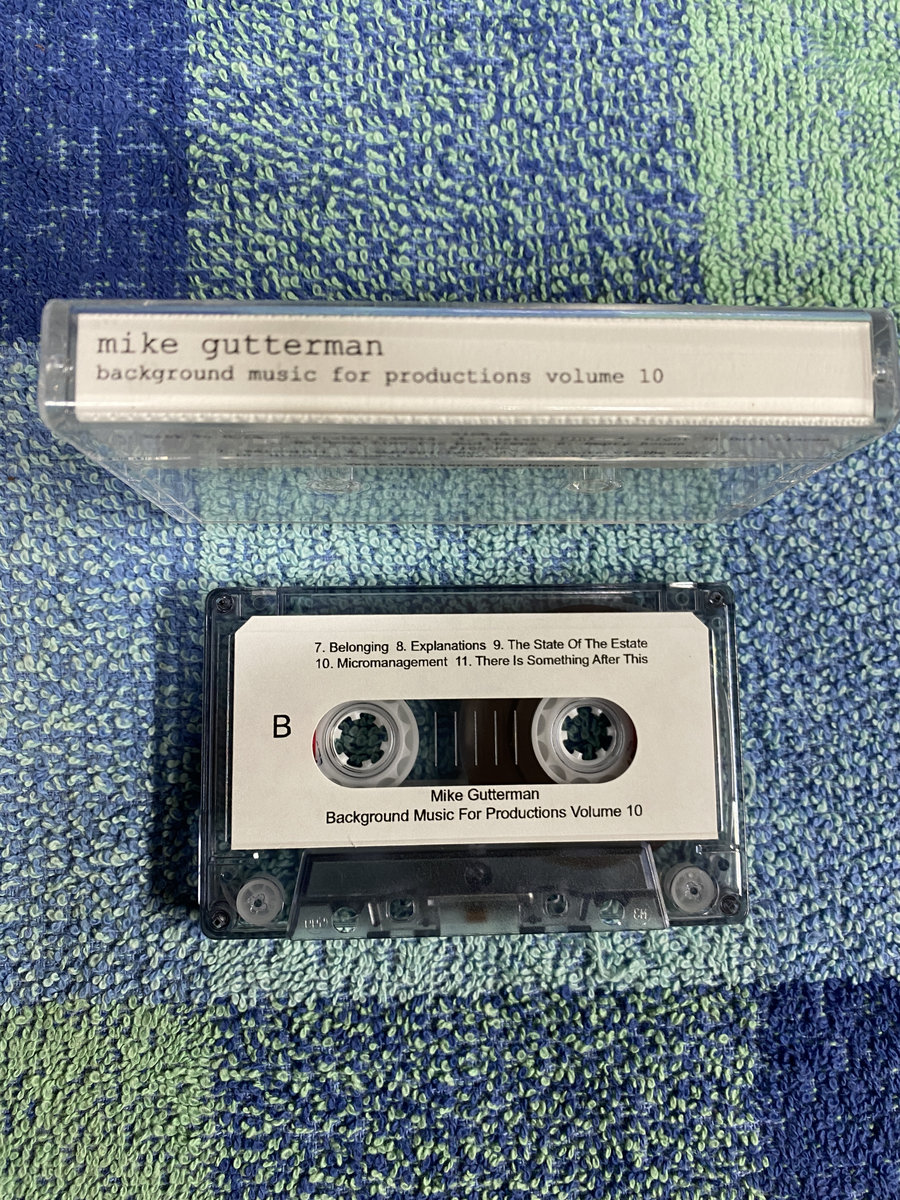 mike gutterman
background music for productions volume 10
7. Belonging 8. Explanations 9. The State Of The Estate
10. Micromanagement 11. There Is Something After This
B
Mike Gutterman
Background Music For Productions Volume 10